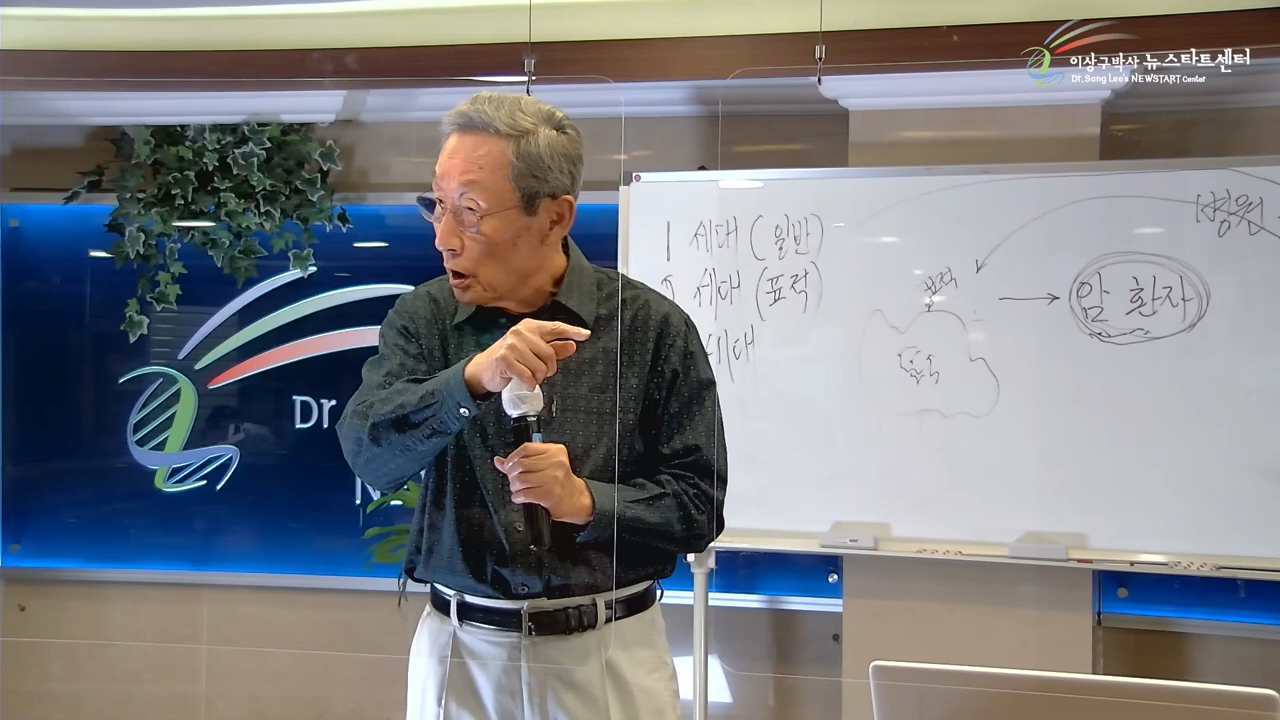 이상구박사 뉴스타트센터
Dr. Sang Lee's NEWSTART Center
1 세대 (일반)
세대 (표적)
세대
표적
암 환자
병원
Dr